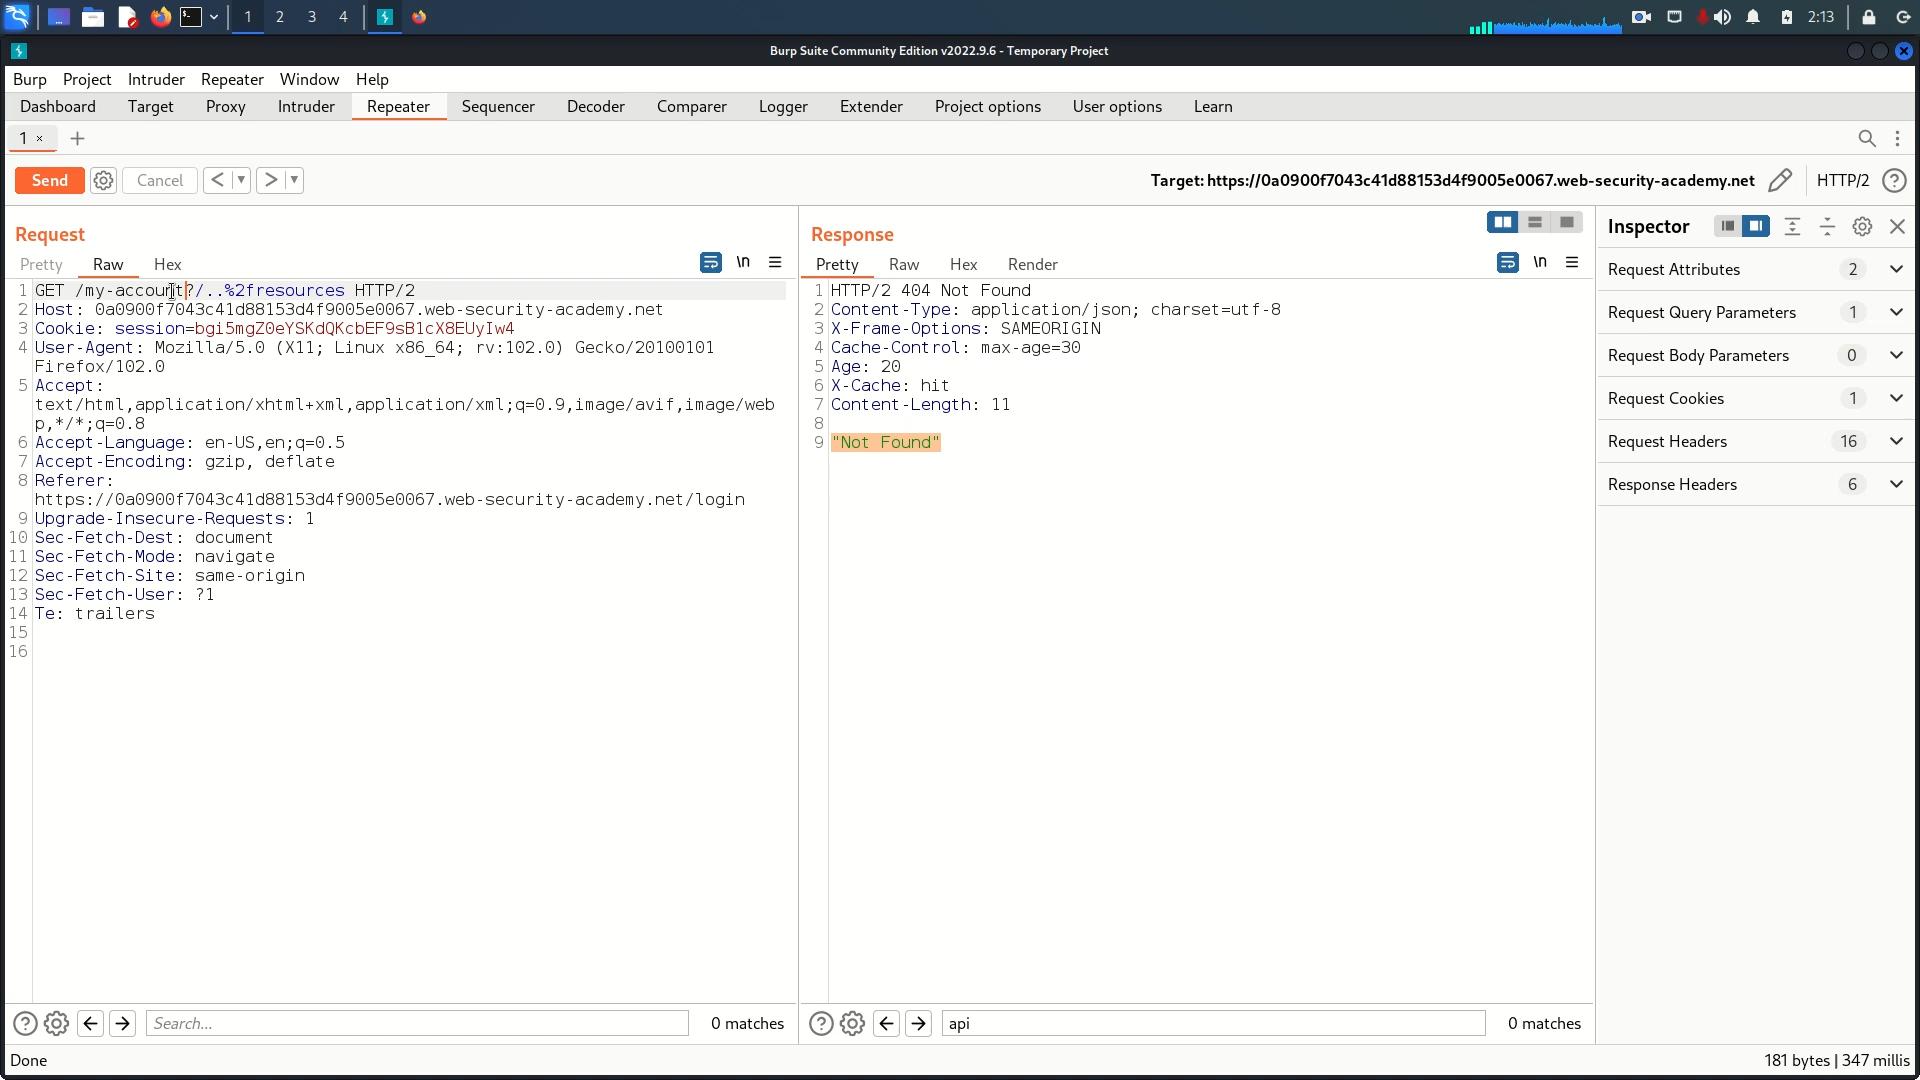 1
2
3
4
2:13
Burp Suite Community Edition v2022.9.6 - Temporary Project
Burp Project Intruder Repeater Window Help
Dashboard Target Proxy Intruder Repeater Sequencer Decoder Comparer Logger Extender Project options User options Learn
1 × +
Send Cancel < ▼ > ▼ Target: https://0a0900f7043c41d88153d4f9005e0067.web-security-academy.net HTTP/2 ?
Request
Pretty Raw Hex \n
1 GET /my-account?/..%2fresources HTTP/2
2 Host: 0a0900f7043c41d88153d4f9005e0067.web-security-academy.net
3 Cookie: session=bgi5mgZ0eYSKdQKcbEF9sB1cX8EUyIw4
4 User-Agent: Mozilla/5.0 (X11; Linux x86_64; rv:102.0) Gecko/20100101
Firefox/102.0
5 Accept:
text/html,application/xhtml+xml,application/xml;q=0.9,image/avif,image/web
p,*/*;q=0.8
6 Accept-Language: en-US,en;q=0.5
7 Accept-Encoding: gzip, deflate
8 Referer:
https://0a0900f7043c41d88153d4f9005e0067.web-security-academy.net/login
9 Upgrade-Insecure-Requests: 1
10 Sec-Fetch-Dest: document
11 Sec-Fetch-Mode: navigate
12 Sec-Fetch-Site: same-origin
13 Sec-Fetch-User: ?1
14 Te: trailers
15
16
? Search... 0 matches
Response
Pretty Raw Hex Render \n
1 HTTP/2 404 Not Found
2 Content-Type: application/json; charset=utf-8
3 X-Frame-Options: SAMEORIGIN
4 Cache-Control: max-age=30
5 Age: 20
6 X-Cache: hit
7 Content-Length: 11
8
9 "Not Found"
? api 0 matches
Inspector
Request Attributes 2
Request Query Parameters 1
Request Body Parameters 0
Request Cookies 1
Request Headers 16
Response Headers 6
Done
181 bytes | 347 millis